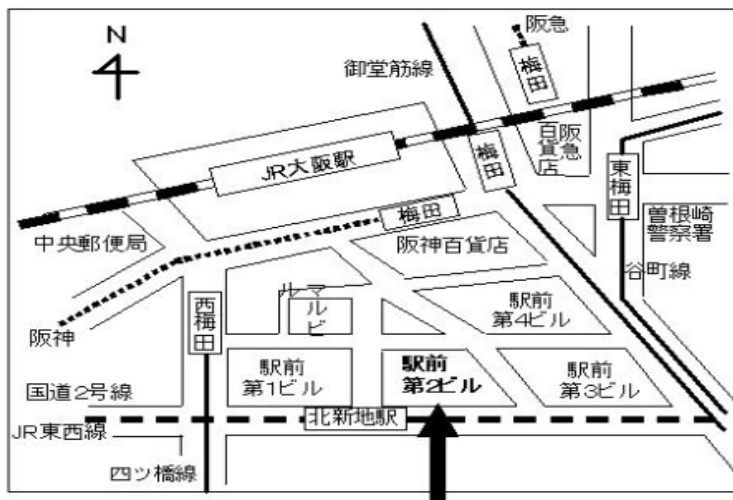 N
阪急
梅田
御堂筋線
阪急
百貨店
JR大阪駅
梅田
東梅田
梅田
中央郵便局
阪神百貨店
曽根崎
警察署
谷町線
マルビル
西梅田
駅前
第4ビル
阪神
駅前
第1ビル
駅前
第2ビル
駅前
第3ビル
国道2号線
北新地駅
JR東西線
四ツ橋線